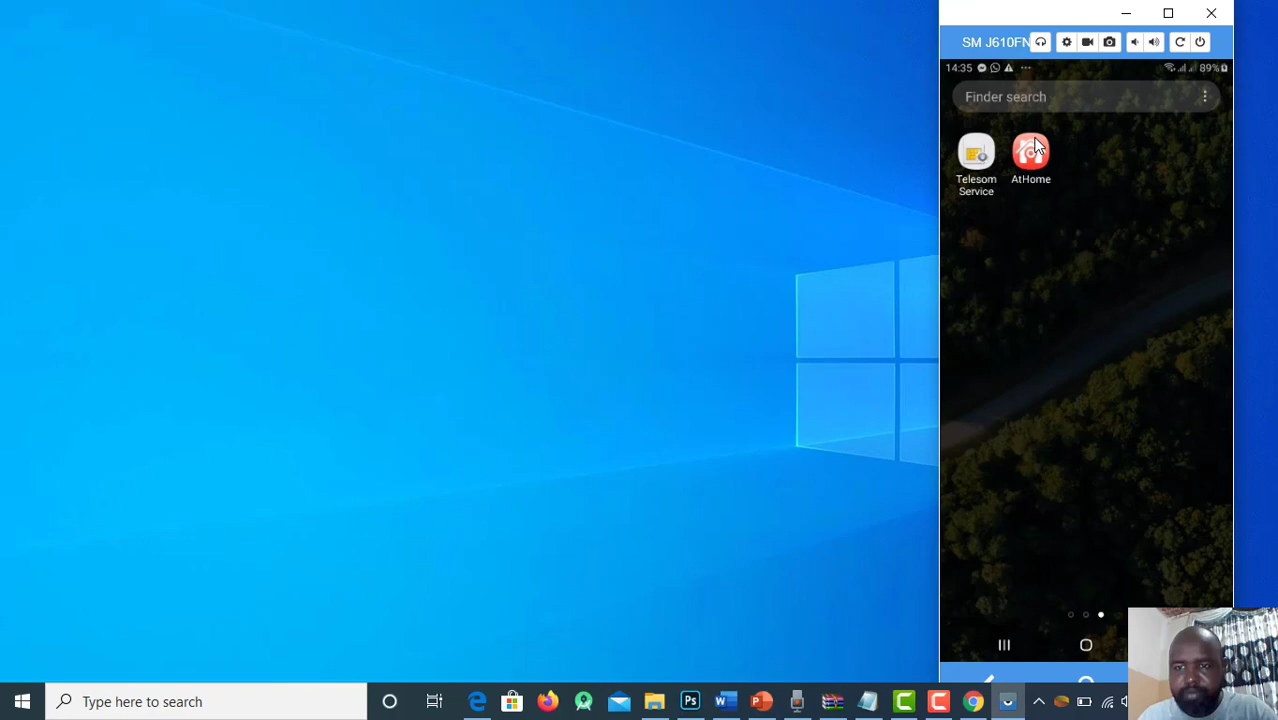 SM J610FN
14:35
89%
Finder search
Telesom
Service
AtHome
Type here to search